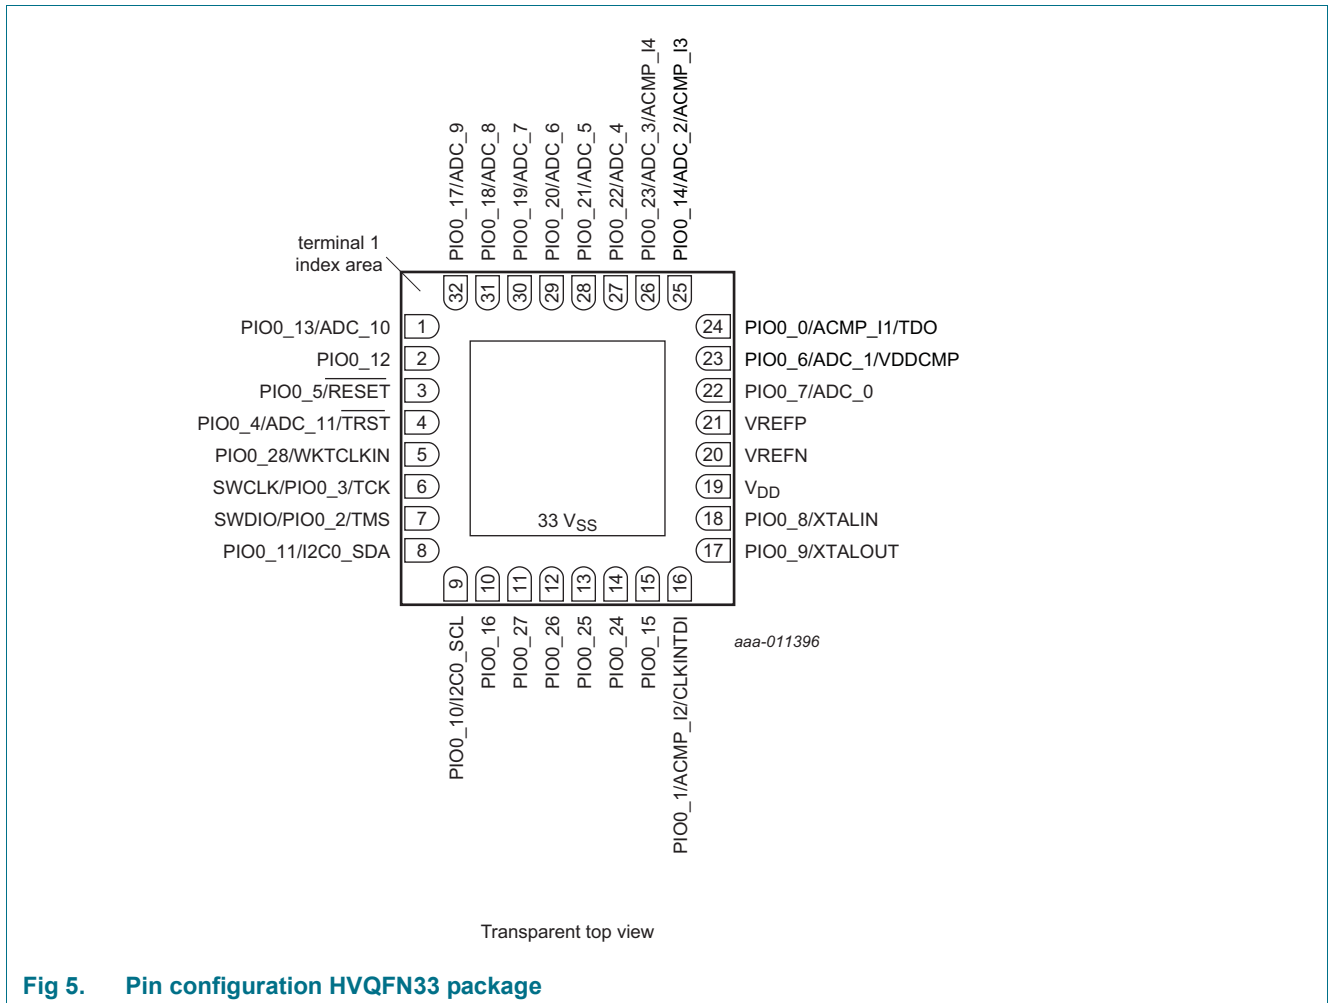 PIO0_17/ADC_9
PIO0_18/ADC_8
PIO0_19/ADC_7
PIO0_20/ADC_6
PIO0_21/ADC_5
PIO0_22/ADC_4
PIO0_23/ADC_3/ACMP_I4
PIO0_14/ADC_2/ACMP_I3
terminal 1
index area
32
31
30
29
28
27
26
25
PIO0_13/ADC_10 1
PIO0_12 2
PIO0_5/RESET 3
PIO0_4/ADC_11/TRST 4
PIO0_28/WKTCLKIN 5
SWCLK/PIO0_3/TCK 6
SWDIO/PIO0_2/TMS 7
PIO0_11/I2C0_SDA 8
24 PIO0_0/ACMP_I1/TDO
23 PIO0_6/ADC_1/VDDCMP
22 PIO0_7/ADC_0
21 VREFP
20 VREFN
19 VDD
18 PIO0_8/XTALIN
17 PIO0_9/XTALOUT
33 VSS
9
10
11
12
13
14
15
16
PIO0_10/I2C0_SCL
PIO0_16
PIO0_27
PIO0_26
PIO0_25
PIO0_24
PIO0_15
PIO0_1/ACMP_I2/CLKINTDI
aaa-011396
Transparent top view
Fig 5. Pin configuration HVQFN33 package